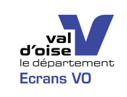 val
d'oise
le département
Ecrans VO